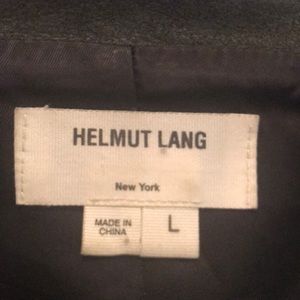 HELMUT LANG
New York
MADE IN
CHINA
L